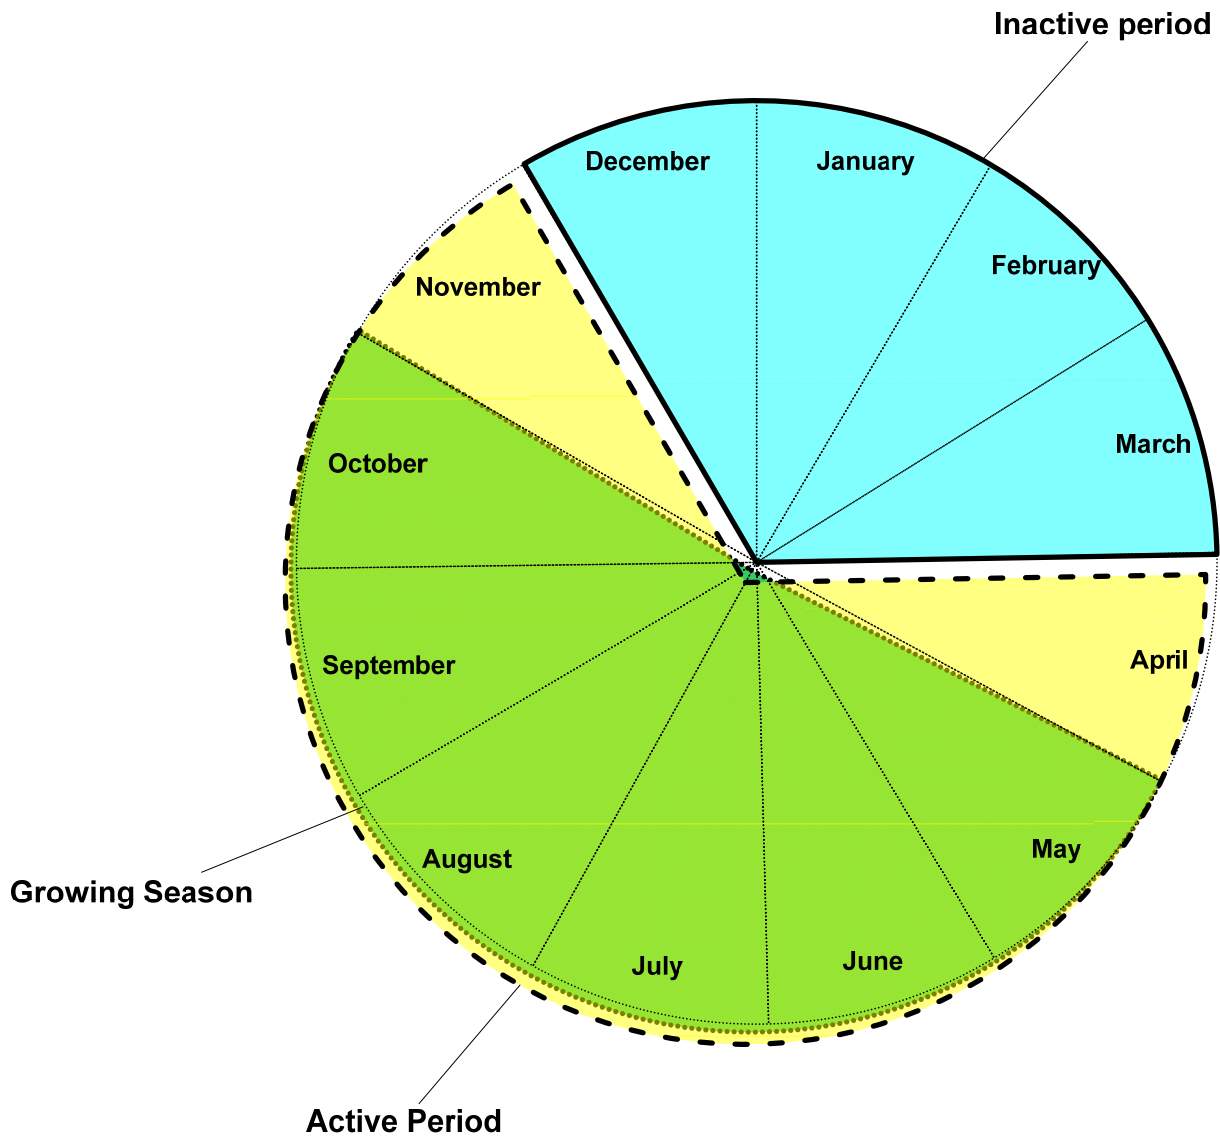 Inactive period
December
January
February
November
March
October
April
September
May
August
Growing Season
June
July
Active Period